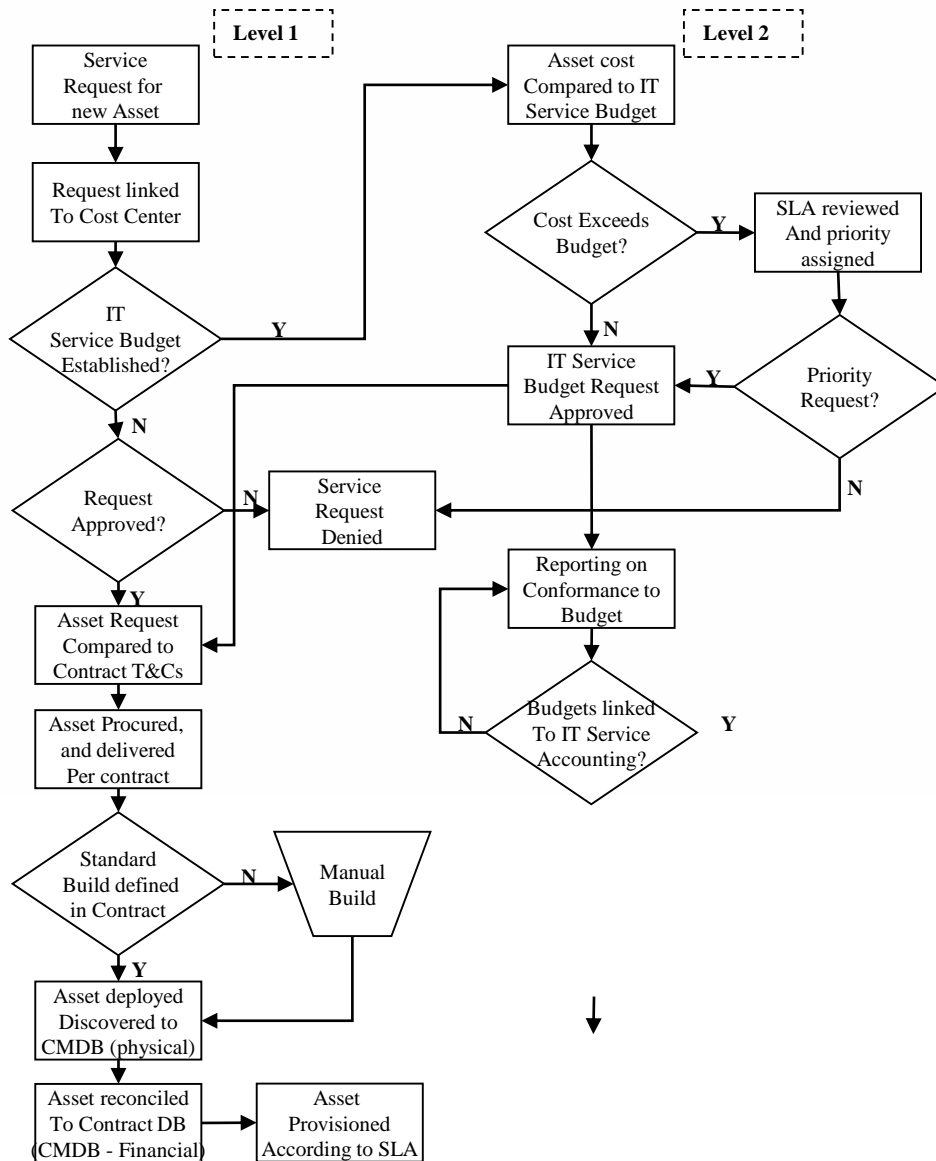 Level 1
Level 2
Service
Request for
new Asset
Asset cost
Compared to IT
Service Budget
Request linked
To Cost Center
Cost Exceeds
Budget?
Y
SLA reviewed
And priority
assigned
IT
Service Budget
Established?
Y
N
IT Service
Budget Request
Approved
Y
Priority
Request?
N
Request
Approved?
N
Service
Request
Denied
N
Y
Asset Request
Compared to
Contract T&Cs
Reporting on
Conformance to
Budget
Asset Procured,
and delivered
Per contract
N
Budgets linked
To IT Service
Accounting?
Y
Standard
Build defined
in Contract
N
Manual
Build
Y
Asset deployed
Discovered to
CMDB (physical)
Asset reconciled
To Contract DB
(CMDB - Financial)
Asset
Provisioned
According to SLA